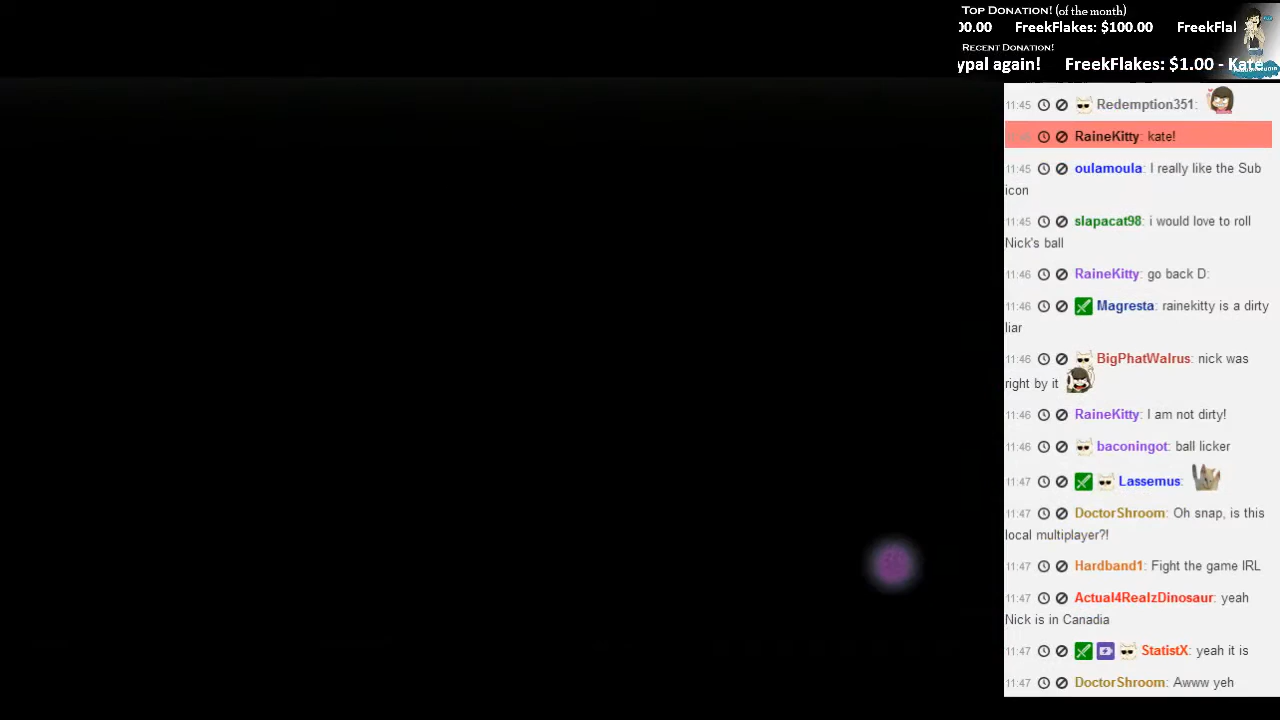 Top Donation! (of the month)
00.00 FreekFlakes: $100.00 FreekFlal
Recent Donation!
ypal again! FreekFlakes: $1.00 - Kate
11:45 Redemption351:
RaineKitty: kate!
11:45 oulamoula: I really like the Sub
icon
11:45 slapacat98: i would love to roll
Nick's ball
11:46 RaineKitty: go back D:
11:46 Magresta: rainekitty is a dirty
liar
11:46 BigPhatWalrus: nick was
right by it
11:46 RaineKitty: I am not dirty!
11:46 baconingot: ball licker
11:47 Lassemus:
11:47 DoctorShroom: Oh snap, is this
local multiplayer?!
11:47 Hardband1: Fight the game IRL
11:47 Actual4RealzDinosaur: yeah
Nick is in Canadia
11:47 StatistX: yeah it is
11:47 DoctorShroom: Awww yeh